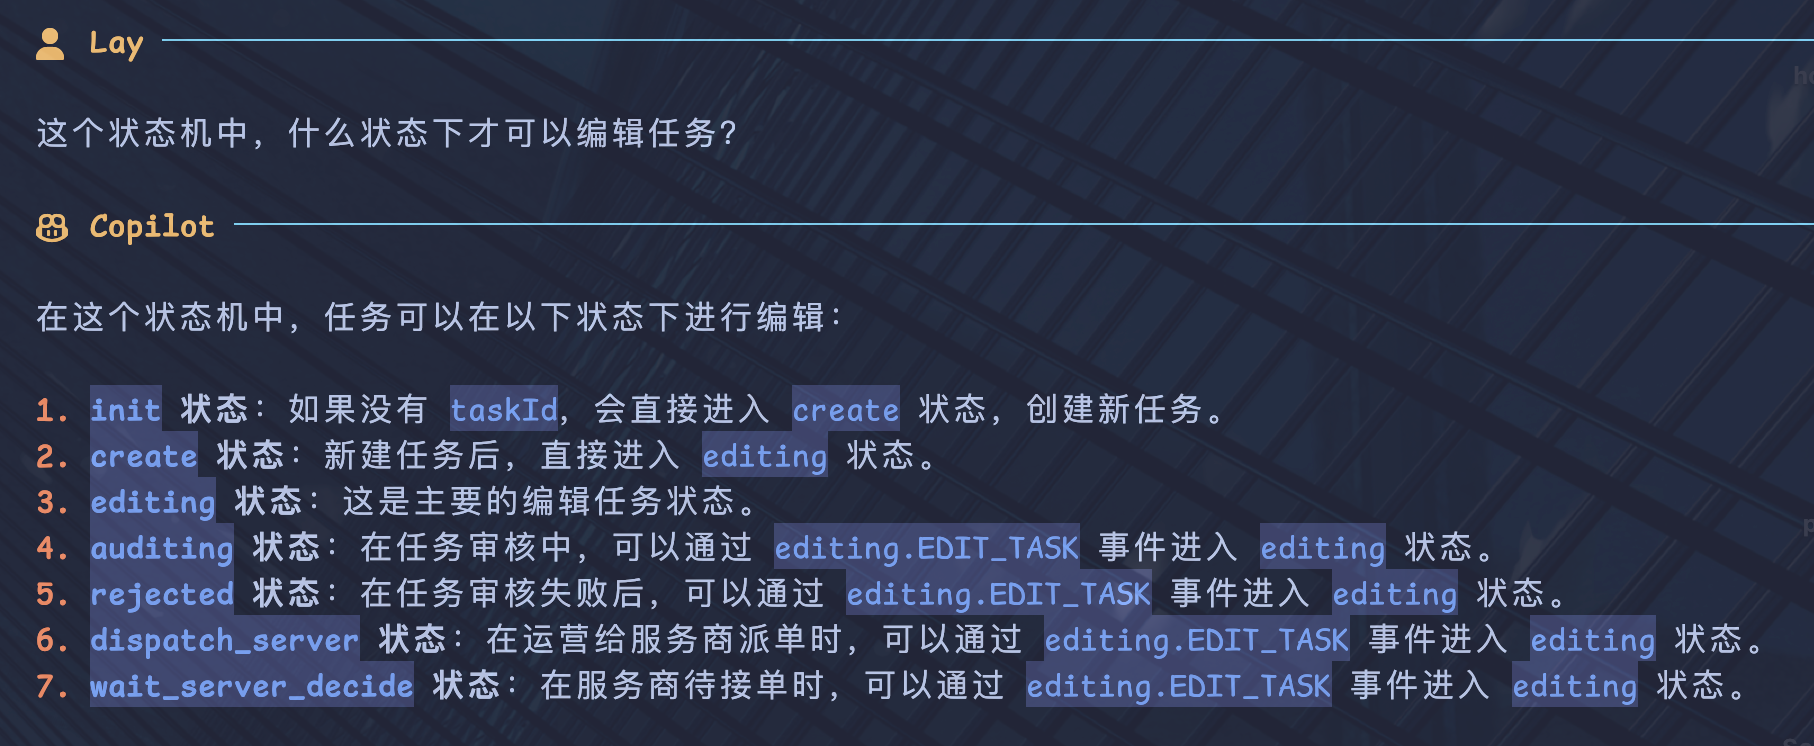 Lay
这个状态机中，什么状态下才可以编辑任务？
Copilot
在这个状态机中，任务可以在以下状态下进行编辑：
1. init 状态：如果没有 taskId，会直接进入 create 状态，创建新任务。
2. create 状态：新建任务后，直接进入 editing 状态。
3. editing 状态：这是主要的编辑任务状态。
4. auditing 状态：在任务审核中，可以通过 editing.EDIT_TASK 事件进入 editing 状态。
5. rejected 状态：在任务审核失败后，可以通过 editing.EDIT_TASK 事件进入 editing 状态。
6. dispatch_server 状态：在运营给服务商派单时，可以通过 editing.EDIT_TASK 事件进入 editing 状态。
7. wait_server_decide 状态：在服务商待接单时，可以通过 editing.EDIT_TASK 事件进入 editing 状态。